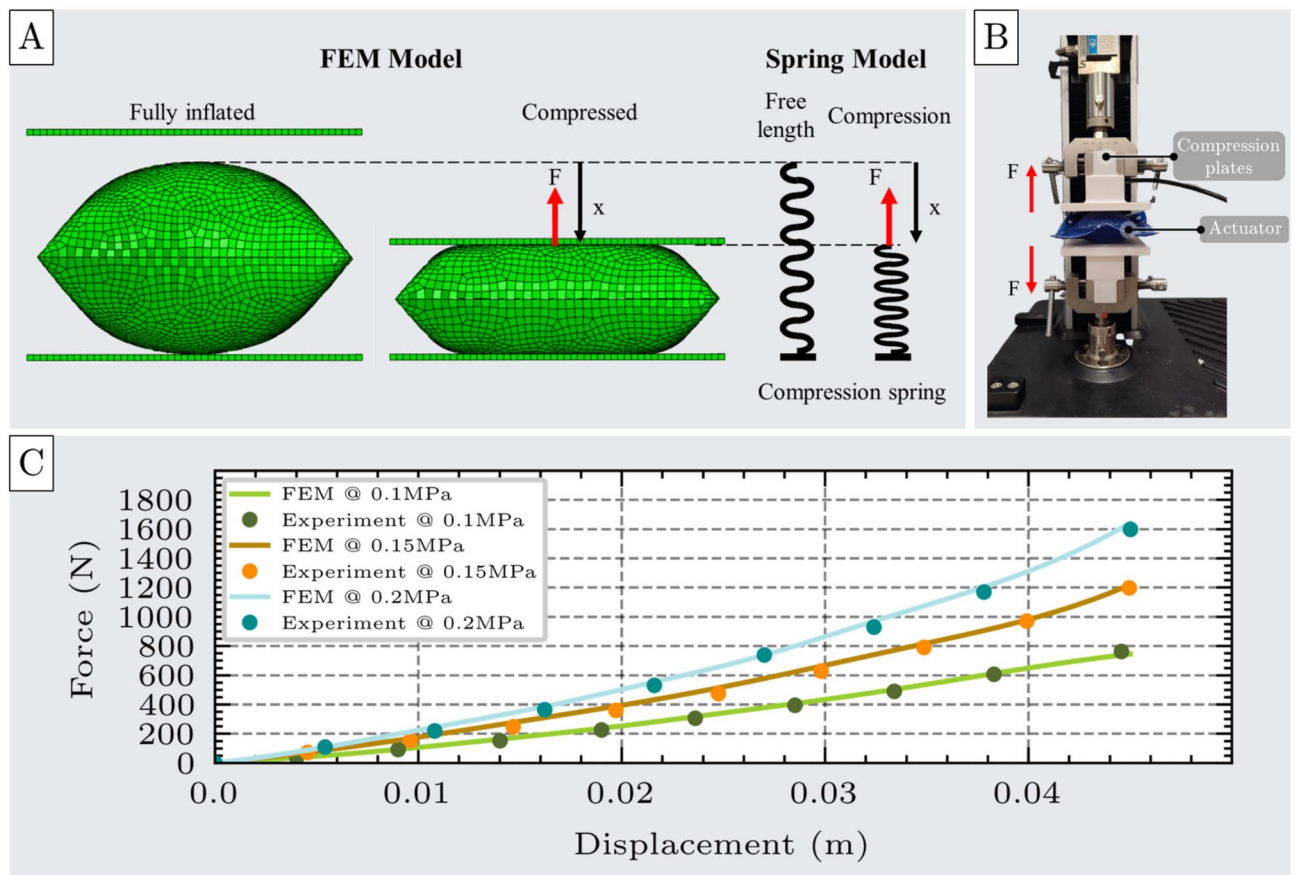 A
FEM Model
Spring Model
Fully inflated
Compressed
Free
length
Compression
F
x
F
x
Compression spring
B
Compression
plates
F
Actuator
F
C
FEM @ 0.1MPa
Experiment @ 0.1MPa
FEM @ 0.15MPa
Experiment @ 0.15MPa
FEM @ 0.2MPa
Experiment @ 0.2MPa
Force (N)
1800
1600
1400
1200
1000
800
600
400
200
0
0.0
0.01
0.02
0.03
0.04
Displacement (m)